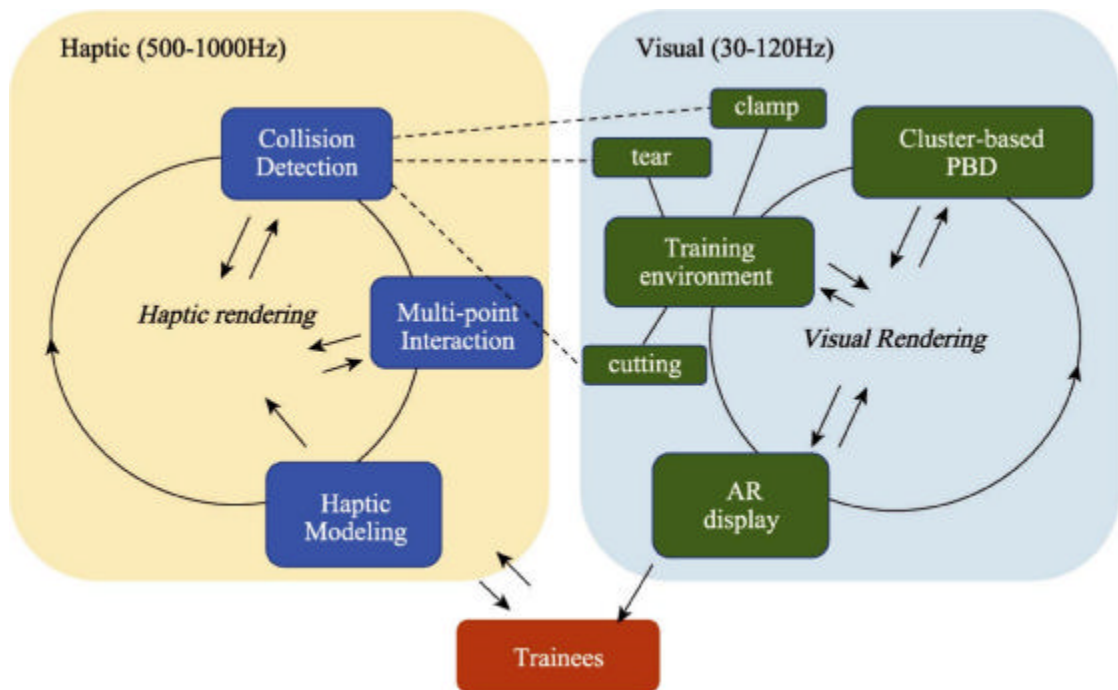 Haptic (500-1000Hz)
Collision
Detection
Haptic rendering
Multi-point
Interaction
Haptic
Modeling
Visual (30-120Hz)
clamp
tear
Cluster-based
PBD
Training
environment
Visual Rendering
cutting
AR
display
Trainees